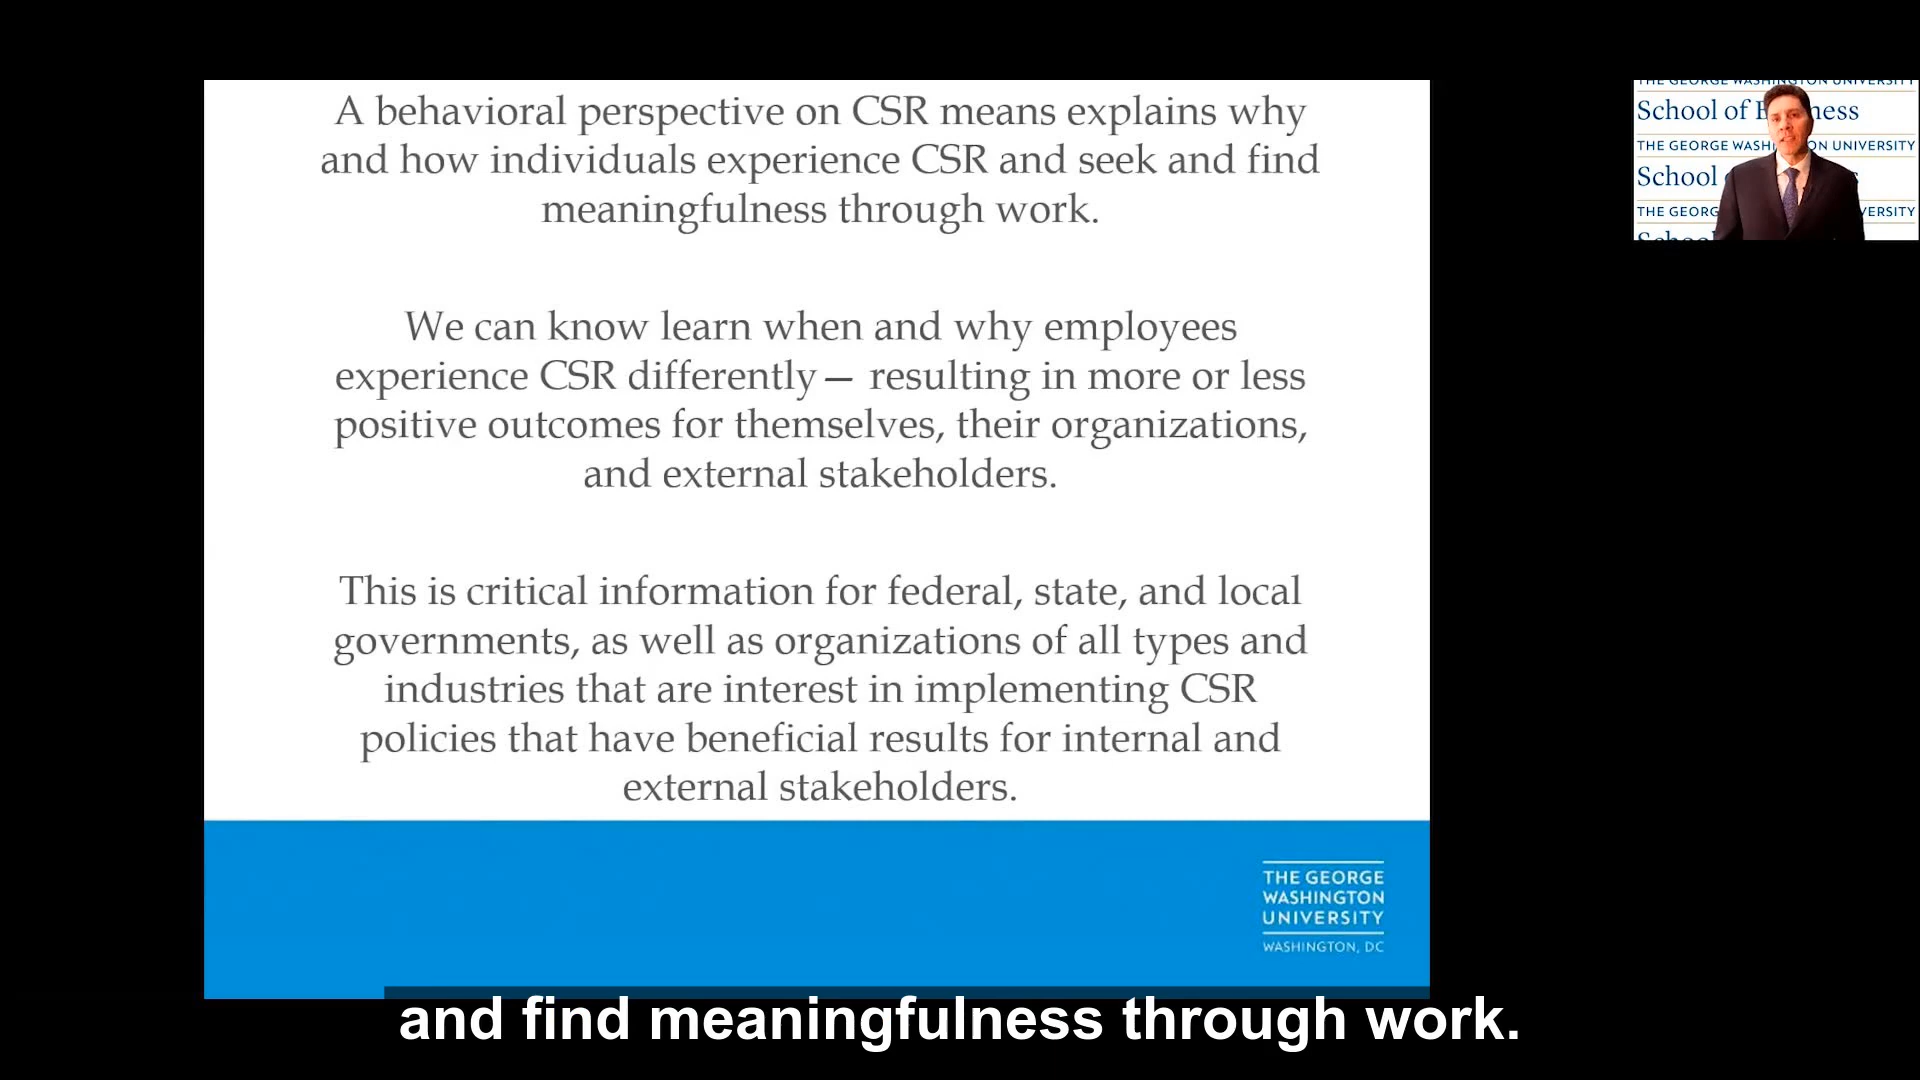 A behavioral perspective on CSR means explains why
and how individuals experience CSR and seek and find
meaningfulness through work.
We can know learn when and why employees
experience CSR differently— resulting in more or less
positive outcomes for themselves, their organizations,
and external stakeholders.
This is critical information for federal, state, and local
governments, as well as organizations of all types and
industries that are interest in implementing CSR
policies that have beneficial results for internal and
external stakeholders.
THE GEORGE
WASHINGTON
UNIVERSITY
WASHINGTON, DC
THE GEORGE WASHINGTON UNIVERSITY
School of
THE GEORGE UNIVERSITY
School
THE
and find meaningfulness through work.